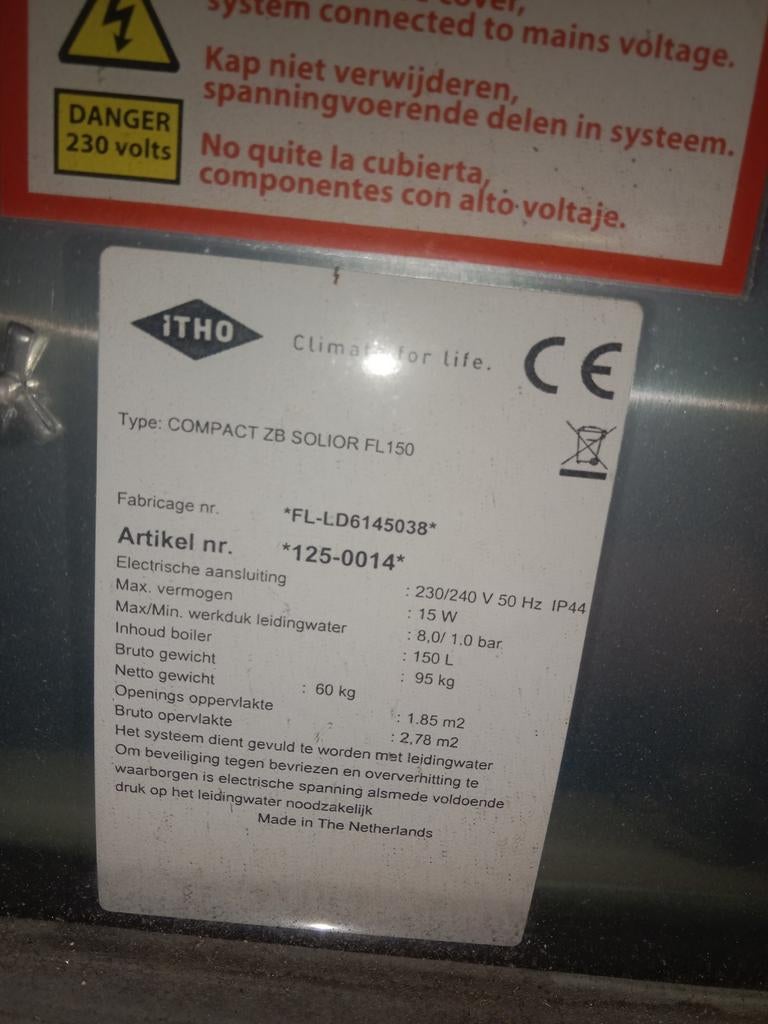 cover,
system connected to mains voltage.
Kap niet verwijderen,
spanningvoerende delen in systeem.
DANGER
230 volts
No quite la cubierta,
componentes con alto voltaje.
iTHO
Climate for life.
CE
Type: COMPACT ZB SOLIOR FL150
Fabricage nr. *FL-LD6145038*
Artikel nr. *125-0014*
Electrische aansluiting : 230/240 V 50 Hz IP44
Max. vermogen : 15 W
Max/Min. werkduk leidingwater : 8,0/ 1.0 bar
Inhoud boiler : 150 L
Bruto gewicht : 95 kg
Netto gewicht : 60 kg
Openings oppervlakte : 1.85 m2
Bruto opervlakte : 2,78 m2
Het systeem dient gevuld te worden met leidingwater
Om beveiliging tegen bevriezen en oververhitting te
waarborgen is electrische spanning alsmede voldoende
druk op het leidingwater noodzakelijk
Made in The Netherlands